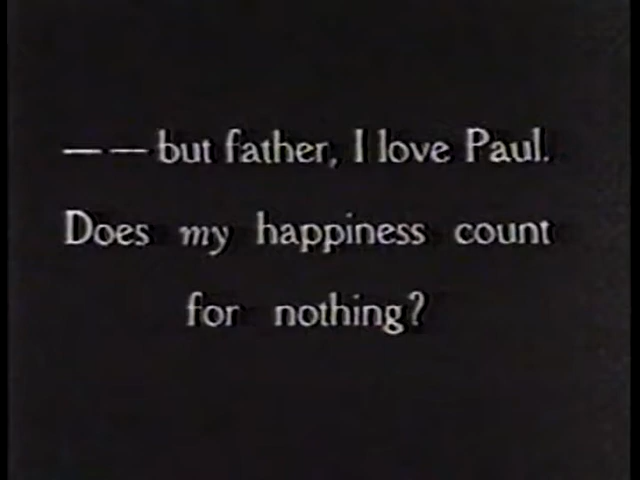 — — but father, I love Paul.
Does my happiness count
for nothing?